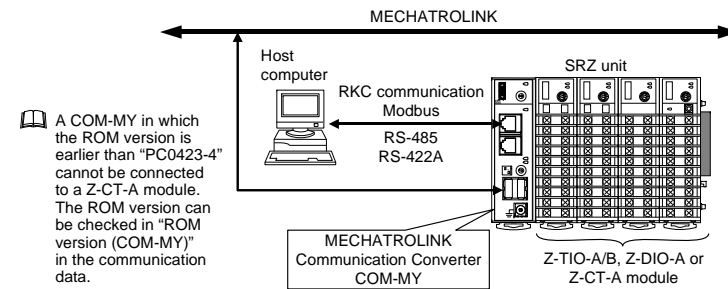 MECHATROLINK
Host
computer
SRZ unit
RKC communication
Modbus
RS-485
RS-422A
A COM-MY in which
the ROM version is
earlier than “PC0423-4”
cannot be connected
to a Z-CT-A module.
The ROM version can
be checked in “ROM
version (COM-MY)”
in the communication
data.
MECHATROLINK
Communication Converter
COM-MY
Z-TIO-A/B, Z-DIO-A or
Z-CT-A module